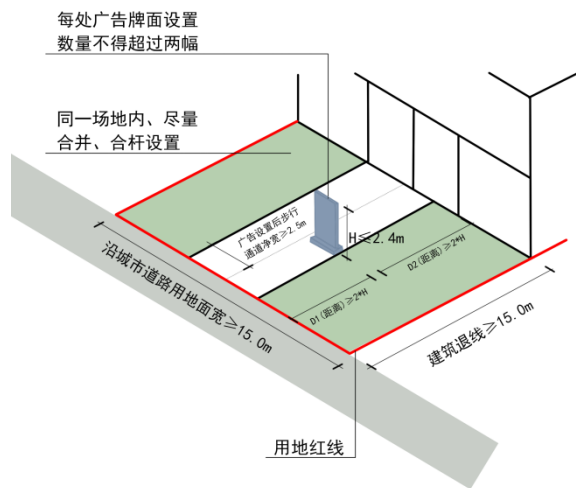 每处广告牌面设置
数量不得超过两幅
同一场地内、尽量
合并、合杆设置
广告设置后步行
通道净宽≥2.5m
H≤2.4m
D2(距离)≥2*H
D1(距离)≥2*H
沿城市道路用地面宽≥15.0m
建筑退线≥15.0m
用地红线